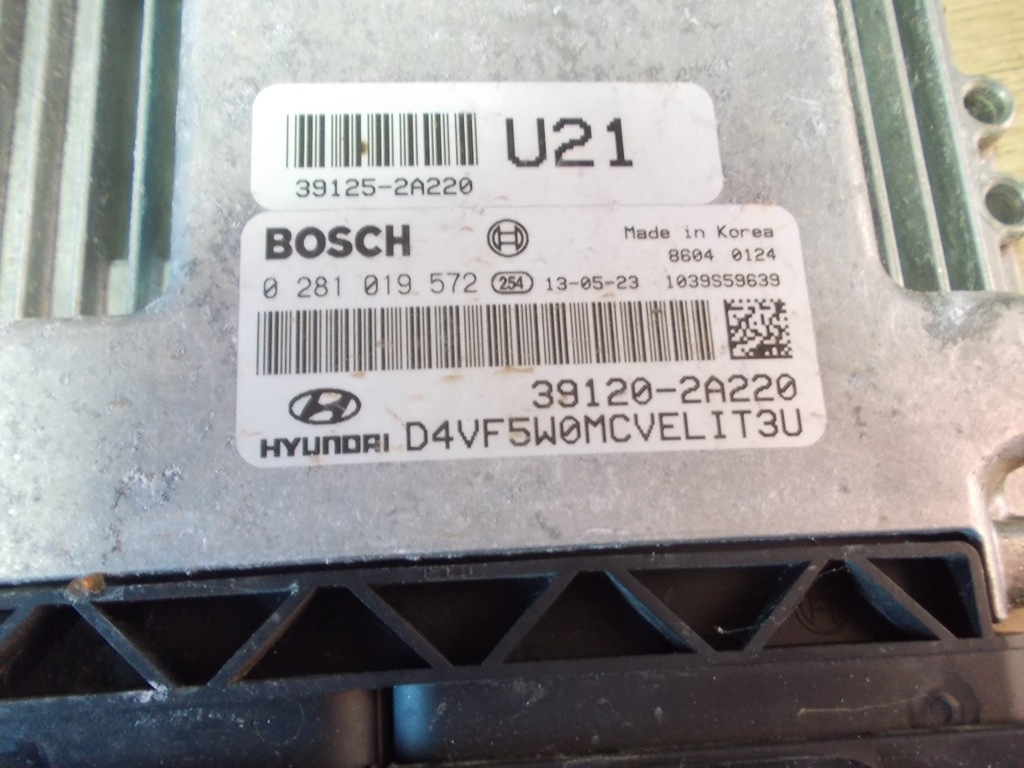 U21
39125-2A220
BOSCH
Made in Korea
8604 0124
0 281 019 572 254 13-05-23 1039S59639
39120-2A220
HYUNDAI D4VF5W0MCVELIT3U